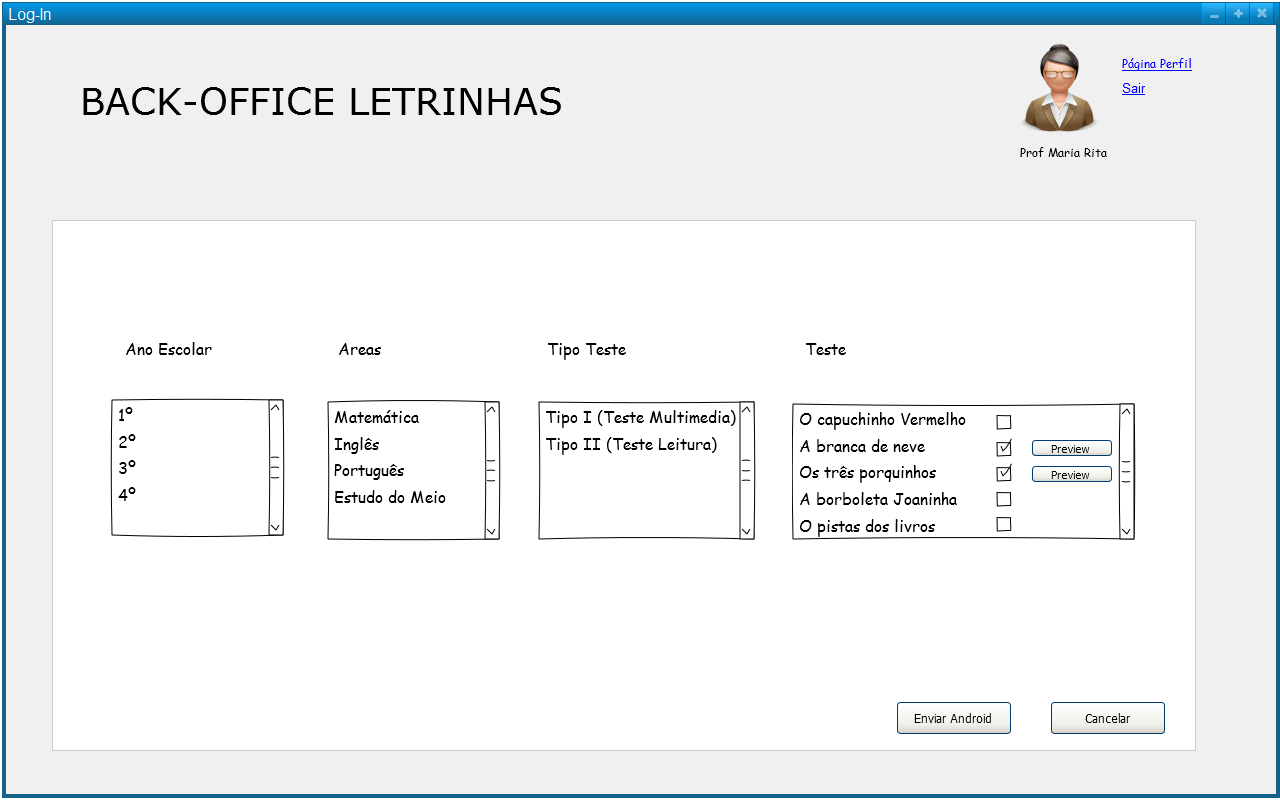 Log-In
Página Perfil
Sair
BACK-OFFICE LETRINHAS
Prof Maria Rita
Ano Escolar
Areas
Tipo Teste
Teste
1º
2º
3º
4º
Matemática
Inglês
Português
Estudo do Meio
Tipo I (Teste Multimedia)
Tipo II (Teste Leitura)
O capuchinho Vermelho
A branca de neve Preview
Os três porquinhos Preview
A borboleta Joaninha
O pistas dos livros
Enviar Android
Cancelar